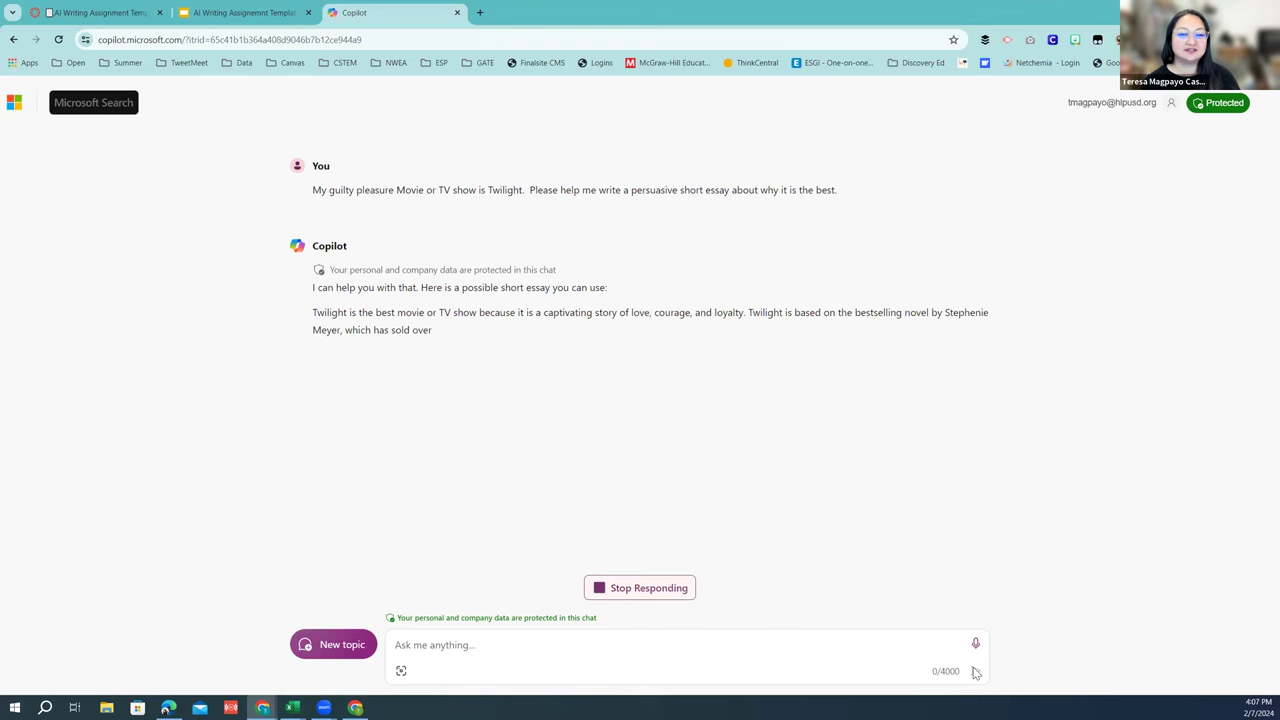 AI Writing Assignment Templ
AI Writing Assignemnt Templat
Copilot
copilot.microsoft.com/?itrid=65c41b1b364a408d9046b7b12ce944a9
Apps
Open
Summer
TweetMeet
Data
Canvas
CSTEM
NWEA
ESP
GATE
Finalsite CMS
Logins
McGraw-Hill Educat...
ThinkCentral
ESGI - One-on-one...
Discovery Ed
Netchemia - Login
Goo
Teresa Magpayo Cas...
Microsoft Search
tmagpayo@hlpusd.org
Protected
You
My guilty pleasure Movie or TV show is Twilight. Please help me write a persuasive short essay about why it is the best.
Copilot
Your personal and company data are protected in this chat
I can help you with that. Here is a possible short essay you can use:
Twilight is the best movie or TV show because it is a captivating story of love, courage, and loyalty. Twilight is based on the bestselling novel by Stephenie
Meyer, which has sold over
Stop Responding
Your personal and company data are protected in this chat
New topic
Ask me anything...
0/4000
4:07 PM
2/7/2024